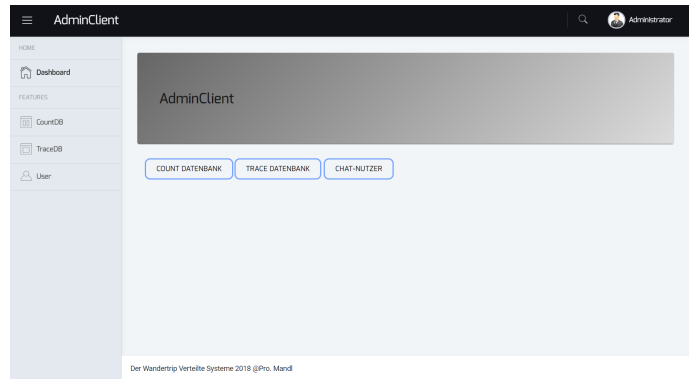 AdminClient
Administrator
HOME
Dashboard
FEATURES
CountDB
TraceDB
User
AdminClient
COUNT DATENBANK
TRACE DATENBANK
CHAT-NUTZER
Der Wandertrip Verteilte Systeme 2018 @Pro. Mandl